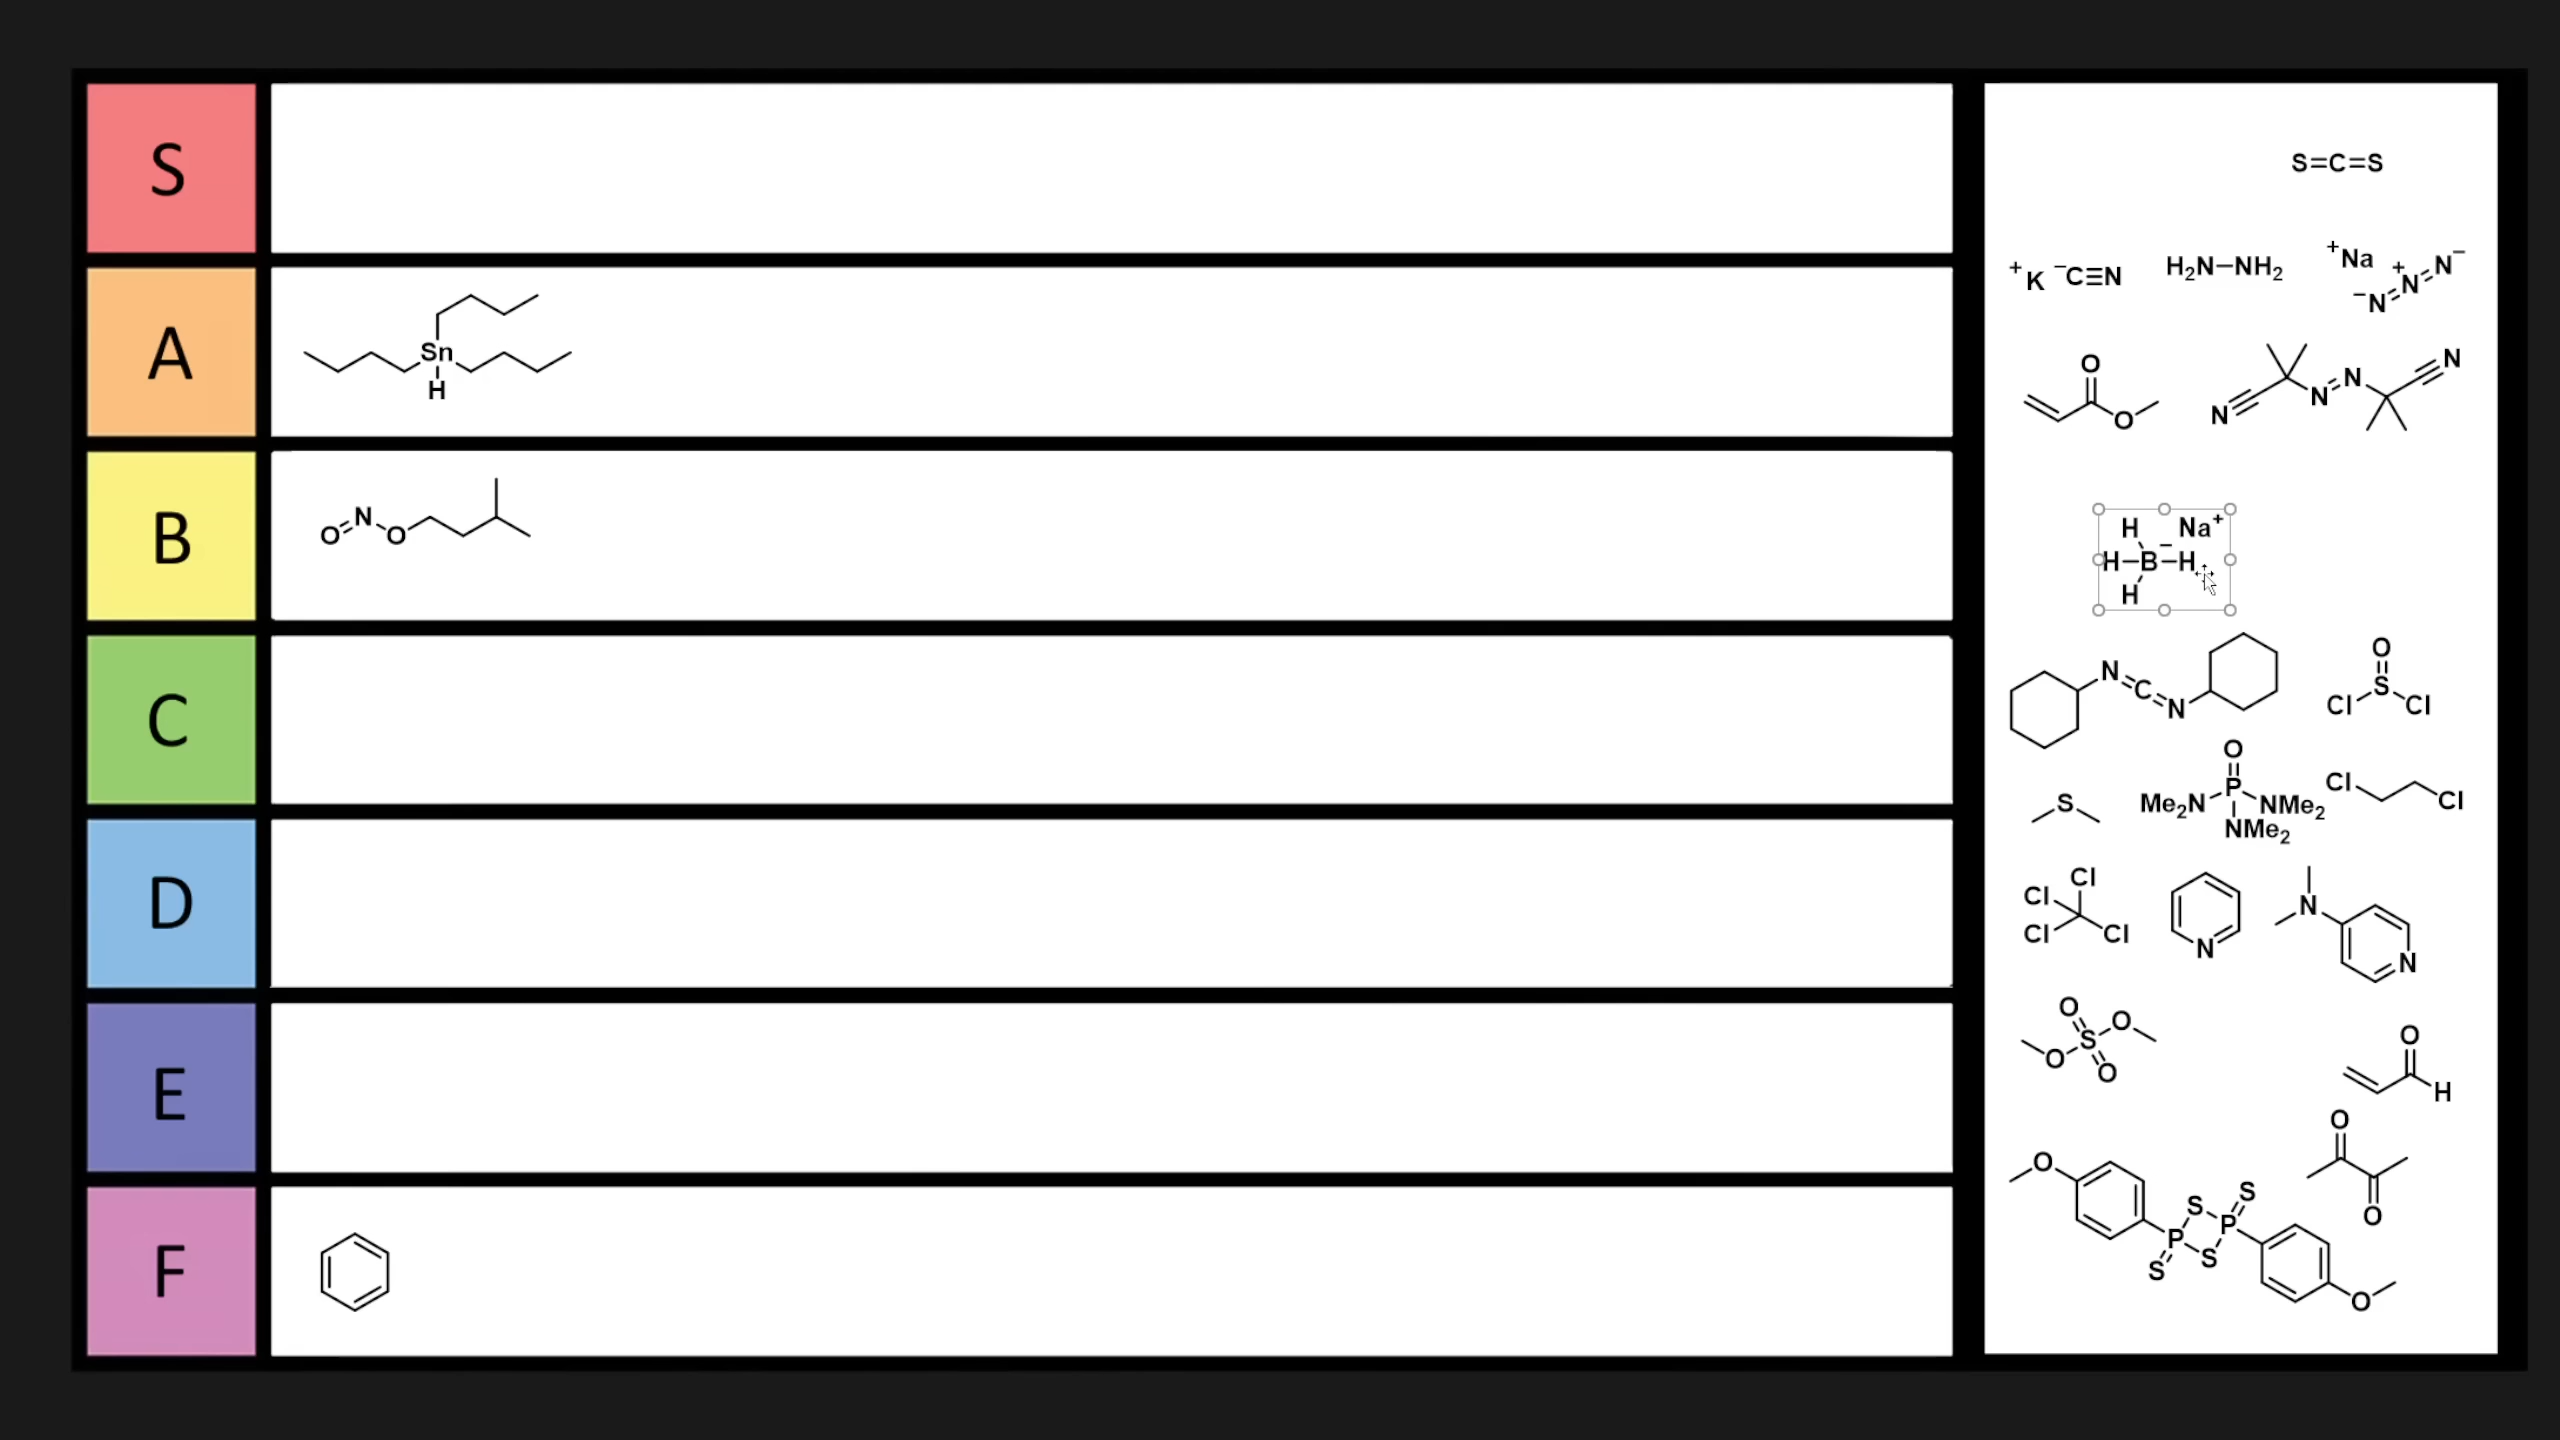 S
S=C=S
+K -C≡N H2N-NH2 +Na -N=N+=N-
A
Sn
H
O
O
N N N N
B
O=N O
H Na+
H-B-H
-
H
C
N=C=N
O
Cl S Cl
O
S Me2N P NMe2 Cl Cl
NMe2
D
Cl
Cl
Cl Cl
N
N
N
E
O O
S
O O
O
H
F
O
O
O
S S
P P
S S
O